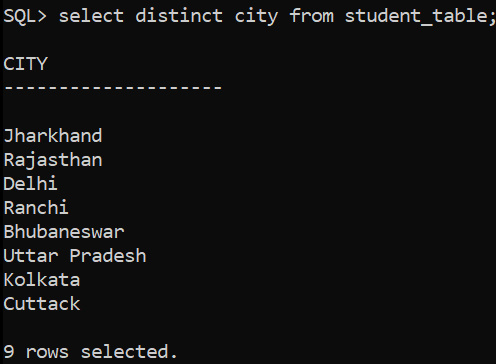 SQL> select distinct city from student_table;
CITY
--------------------
Jharkhand
Rajasthan
Delhi
Ranchi
Bhubaneswar
Uttar Pradesh
Kolkata
Cuttack
9 rows selected.